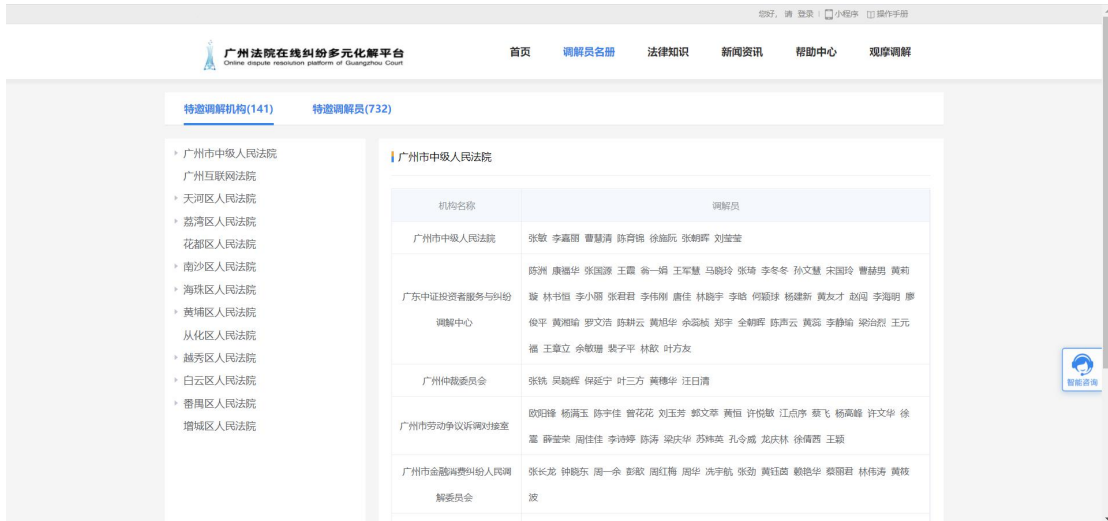 您好, 请 登录 | 小程序 操作手册
广州法院在线纠纷多元化解平台
Online dispute resolution platform of Guangzhou Court
首页 调解员名册 法律知识 新闻资讯 帮助中心 观摩调解
特邀调解机构(141) 特邀调解员(732)
广州市中级人民法院
广州互联网法院
天河区人民法院
荔湾区人民法院
花都区人民法院
南沙区人民法院
海珠区人民法院
黄埔区人民法院
从化区人民法院
越秀区人民法院
白云区人民法院
番禺区人民法院
增城区人民法院
广州市中级人民法院
机构名称 调解员
广州市中级人民法院 张敏 李嘉丽 曹慧清 陈育锦 徐施阮 张朝晖 刘莹莹
广东中证投资者服务与纠纷
调解中心
陈洲 康福华 张国源 王霞 翁一娟 王军慧 马晓玲 张琦 李冬冬 孙文慧 宋国玲 曹赫男 黄莉
璇 林书恒 李小丽 张君君 李伟刚 唐佳 林晓宇 李晗 何颖球 杨建新 黄友才 赵闯 李海明 廖
俊平 黄湘瑜 罗文浩 陈耕云 黄旭华 余蕊桢 郑宇 全朝晖 陈声云 黄蕊 李静瑜 梁治烈 王元
福 王章立 余敏珊 裴子平 林歆 叶方友
广州仲裁委员会 张铣 吴晓辉 保延宁 叶三方 黄穗华 汪日清
广州市劳动争议诉调对接室
欧阳锋 杨满玉 陈宇佳 曾花花 刘玉芳 郭文萃 黄恒 许悦敏 江点序 蔡飞 杨高峰 许文华 徐
嵩 薛莹荣 周佳佳 李诗婷 陈涛 梁庆华 苏炜英 孔令威 龙庆林 徐倩茜 王颖
广州市金融消费纠纷人民调
解委员会
张长龙 钟晓东 周一余 彭歆 周红梅 周华 冼宇航 张劲 黄钰茵 赖艳华 蔡丽君 林伟涛 黄筱
波
智能咨询